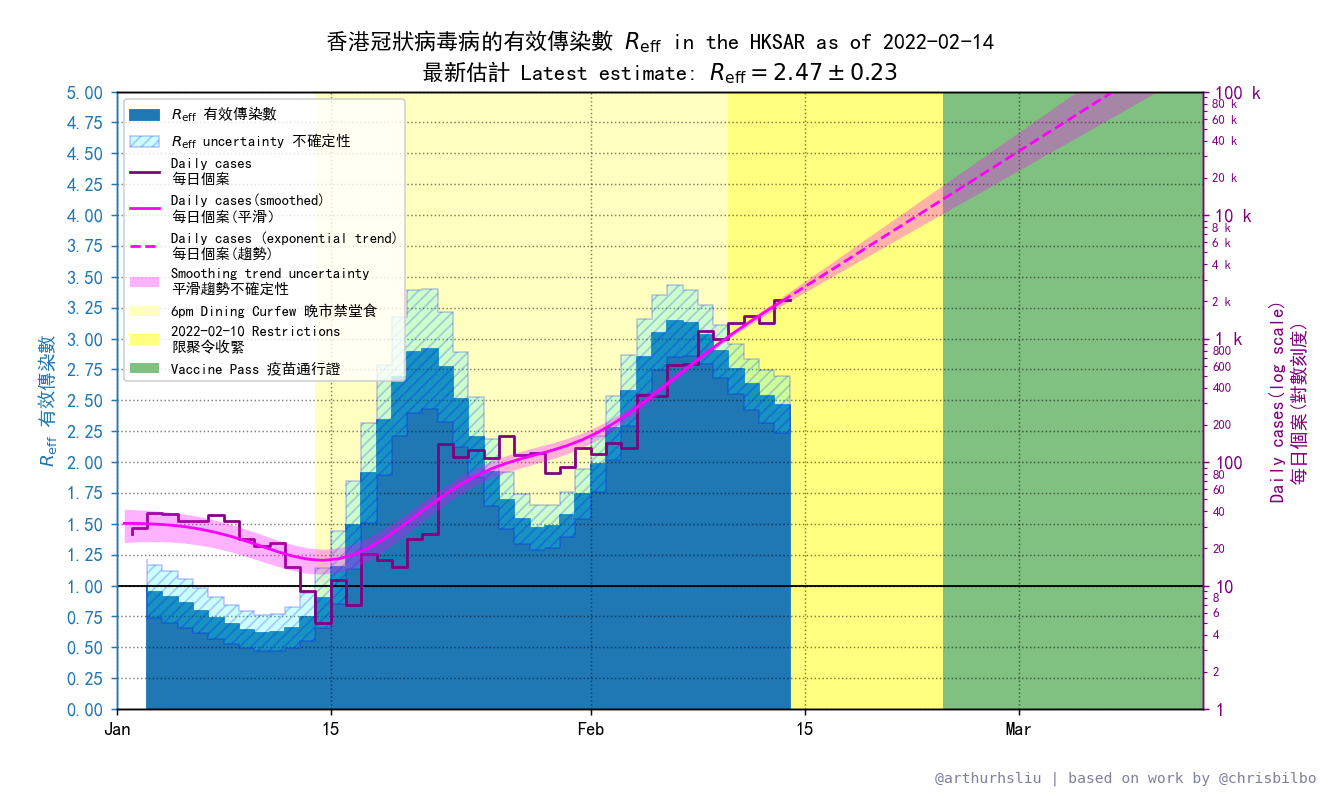 香港冠狀病毒病的有效傳染數 Reff in the HKSAR as of 2022-02-14
最新估計 Latest estimate: Reff = 2.47 ± 0.23
Reff 有效傳染數
Reff uncertainty 不確定性
Daily cases
每日個案
Daily cases(smoothed)
每日個案(平滑)
Daily cases (exponential trend)
每日個案(趨勢)
Smoothing trend uncertainty
平滑趨勢不確定性
6pm Dining Curfew 晚市禁堂食
2022-02-10 Restrictions
限聚令收緊
Vaccine Pass 疫苗通行證
Reff 有效傳染數
5.00
4.75
4.50
4.25
4.00
3.75
3.50
3.25
3.00
2.75
2.50
2.25
2.00
1.75
1.50
1.25
1.00
0.75
0.50
0.25
0.00
Jan
15
Feb
15
Mar
100 k
80 k
60 k
40 k
20 k
10 k
8 k
6 k
4 k
2 k
1 k
800
600
400
200
100
80
60
40
20
10
8
6
4
2
1
Daily cases(log scale)
每日個案(對數刻度)
@arthurhsliu | based on work by @chrisbilbo